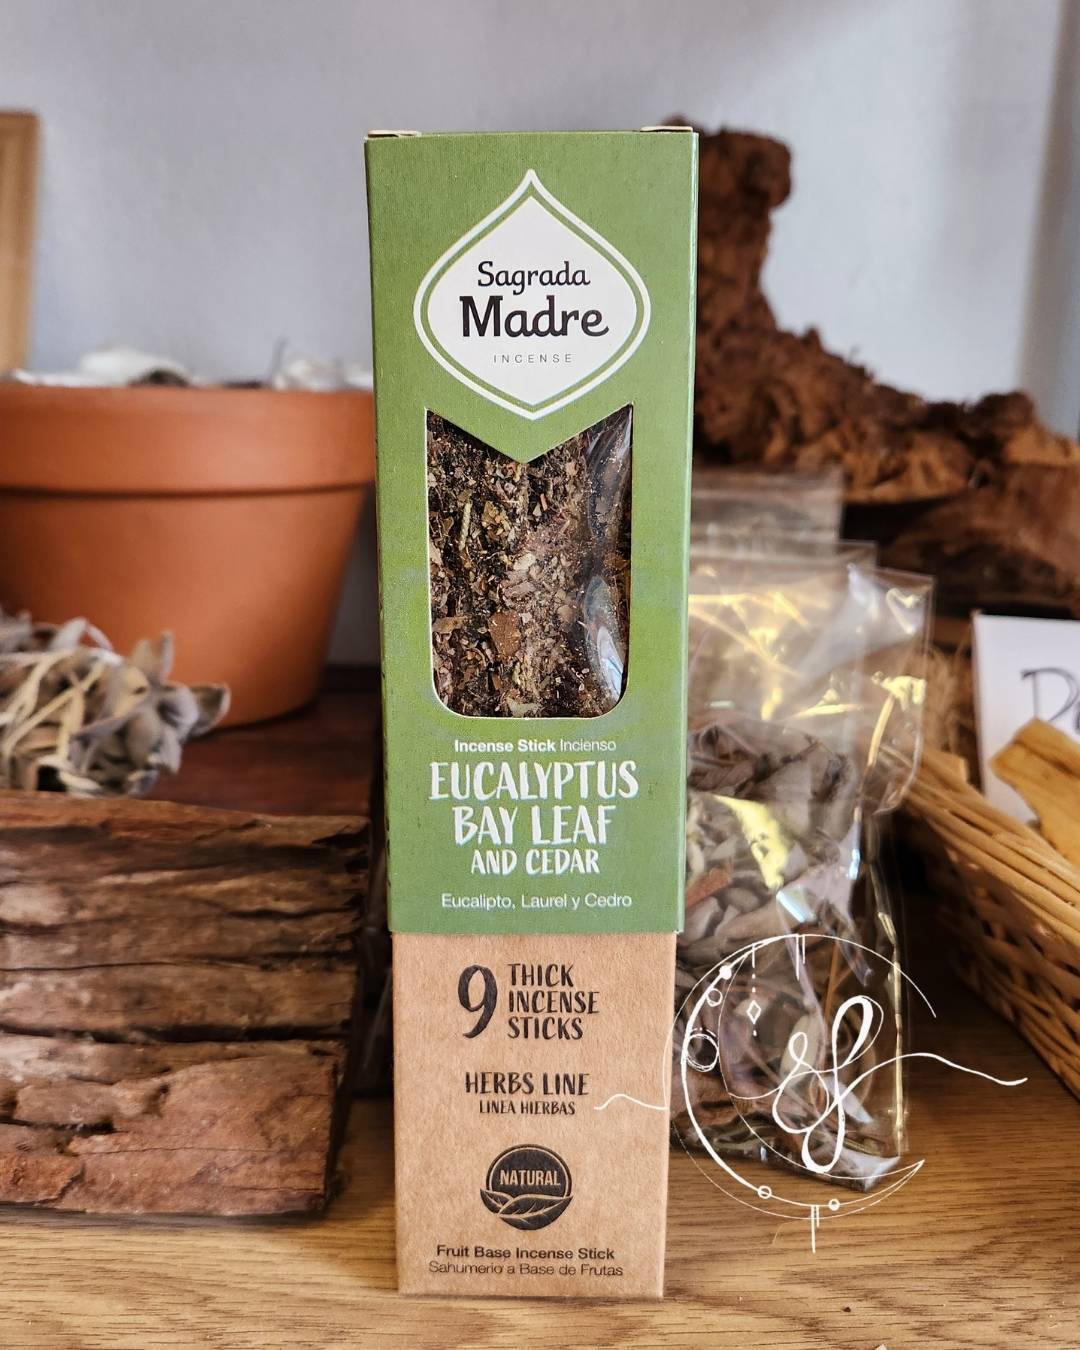 Sagrada
Madre
INCENSE
Incense Stick Incienso
EUCALYPTUS
BAY LEAF
AND CEDAR
Eucalipto, Laurel y Cedro
9 THICK
INCENSE
STICKS
HERBS LINE
LINEA HIERBAS
NATURAL
Fruit Base Incense Stick
Sahumerio a Base de Frutas